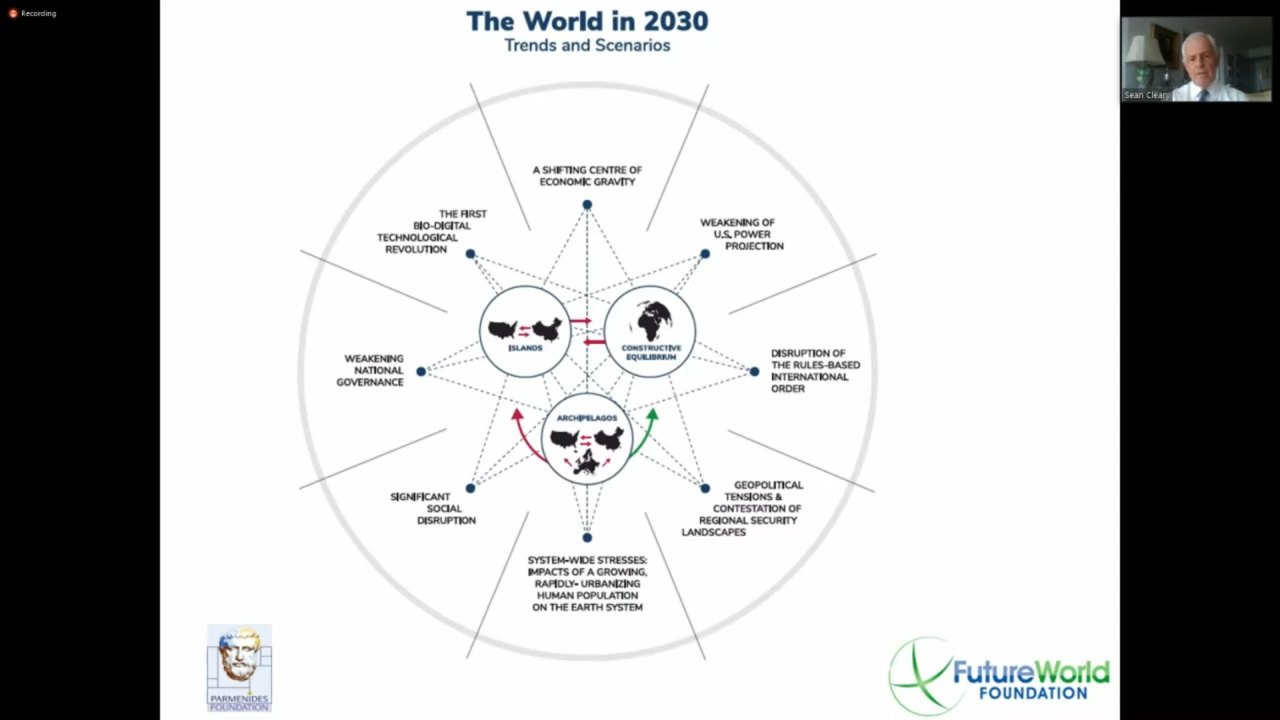 Recording
The World in 2030
Trends and Scenarios
Sean Cleary
A SHIFTING CENTRE OF
ECONOMIC GRAVITY
THE FIRST
BIO-DIGITAL
TECHNOLOGICAL
REVOLUTION
WEAKENING OF
U.S. POWER
PROJECTION
ISLANDS
CONSTRUCTIVE
EQUILIBRIUM
WEAKENING
NATIONAL
GOVERNANCE
DISRUPTION OF
THE RULES-BASED
INTERNATIONAL
ORDER
ARCHIPELAGOS
SIGNIFICANT
SOCIAL
DISRUPTION
GEOPOLITICAL
TENSIONS &
CONTESTATION OF
REGIONAL SECURITY
LANDSCAPES
SYSTEM-WIDE STRESSES:
IMPACTS OF A GROWING,
RAPIDLY- URBANIZING
HUMAN POPULATION
ON THE EARTH SYSTEM
PARMENIDES
FOUNDATION
FutureWorld
FOUNDATION